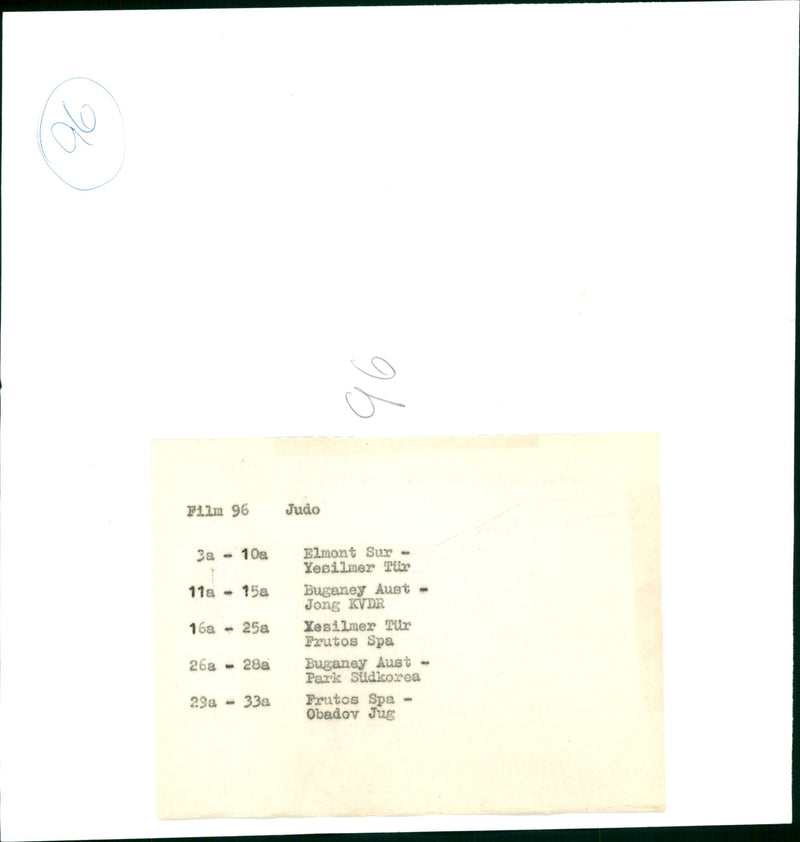 96
96
Film 96 Judo
3a - 10a Elmont Sur -
Yesilmer Tür
11a - 15a Buganey Aust -
Jong KVDR
16a - 25a Yesilmer Tür
Frutos Spa
26a - 28a Buganey Aust -
Park Südkorea
29a - 33a Frutos Spa -
Obadov Jug